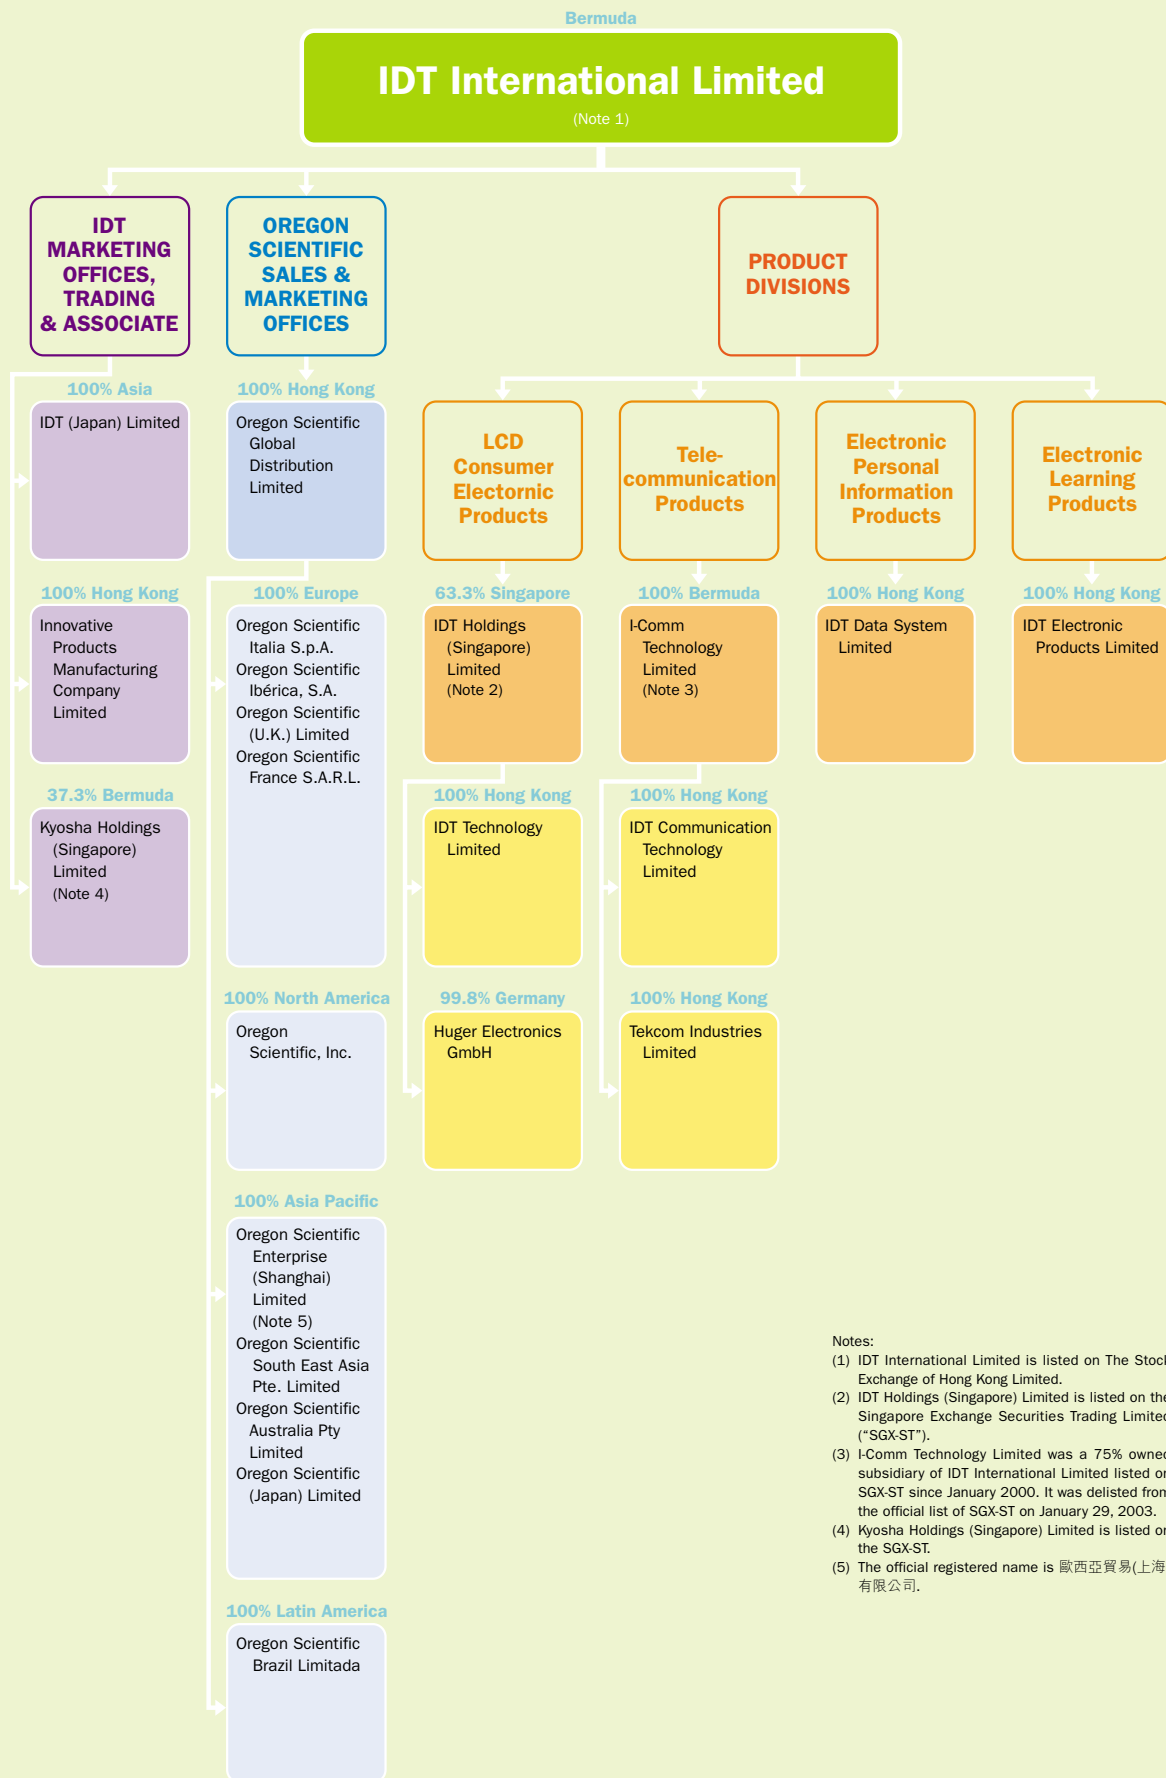 Bermuda
IDT International Limited
(Note 1)
IDT
MARKETING
OFFICES,
TRADING
& ASSOCIATE
OREGON
SCIENTIFIC
SALES &
MARKETING
OFFICES
PRODUCT
DIVISIONS
100% Asia
IDT (Japan) Limited
100% Hong Kong
Innovative
Products
Manufacturing
Company
Limited
37.3% Bermuda
Kyosha Holdings
(Singapore)
Limited
(Note 4)
100% Hong Kong
Oregon Scientific
Global
Distribution
Limited
100% Europe
Oregon Scientific
Italia S.p.A.
Oregon Scientific
Ibérica, S.A.
Oregon Scientific
(U.K.) Limited
Oregon Scientific
France S.A.R.L.
100% North America
Oregon
Scientific, Inc.
100% Asia Pacific
Oregon Scientific
Enterprise
(Shanghai)
Limited
(Note 5)
Oregon Scientific
South East Asia
Pte. Limited
Oregon Scientific
Australia Pty
Limited
Oregon Scientific
(Japan) Limited
100% Latin America
Oregon Scientific
Brazil Limitada
LCD
Consumer
Electornic
Products
63.3% Singapore
IDT Holdings
(Singapore)
Limited
(Note 2)
100% Hong Kong
IDT Technology
Limited
99.8% Germany
Huger Electronics
GmbH
Tele-
communication
Products
100% Bermuda
I-Comm
Technology
Limited
(Note 3)
100% Hong Kong
IDT Communication
Technology
Limited
100% Hong Kong
Tekcom Industries
Limited
Electronic
Personal
Information
Products
100% Hong Kong
IDT Data System
Limited
Electronic
Learning
Products
100% Hong Kong
IDT Electronic
Products Limited
Notes:
(1) IDT International Limited is listed on The Stock
Exchange of Hong Kong Limited.
(2) IDT Holdings (Singapore) Limited is listed on the
Singapore Exchange Securities Trading Limited
(“SGX-ST”).
(3) I-Comm Technology Limited was a 75% owned
subsidiary of IDT International Limited listed on
SGX-ST since January 2000. It was delisted from
the official list of SGX-ST on January 29, 2003.
(4) Kyosha Holdings (Singapore) Limited is listed on
the SGX-ST.
(5) The official registered name is 歐西亞貿易(上海
有限公司.